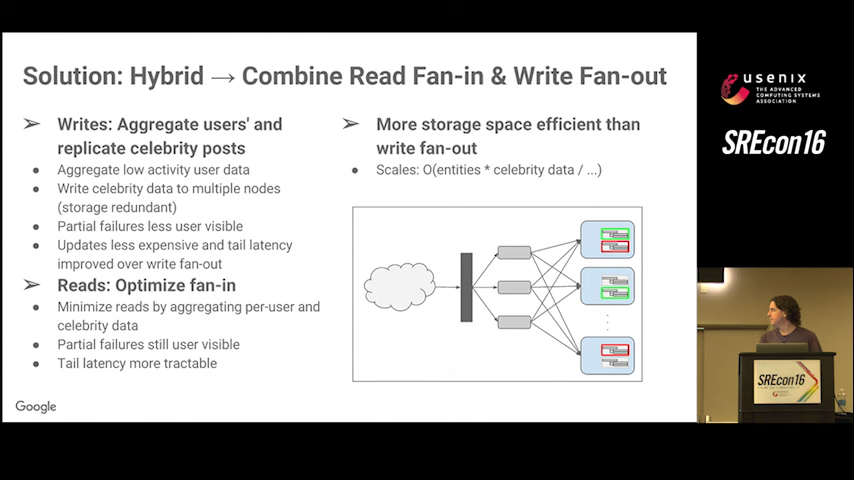 Solution: Hybrid → Combine Read Fan-in & Write Fan-out
➢ Writes: Aggregate users' and
replicate celebrity posts
● Aggregate low activity user data
● Write celebrity data to multiple nodes
(storage redundant)
● Partial failures less user visible
● Updates less expensive and tail latency
improved over write fan-out
➢ Reads: Optimize fan-in
● Minimize reads by aggregating per-user and
celebrity data
● Partial failures still user visible
● Tail latency more tractable
➢ More storage space efficient than
write fan-out
● Scales: O(entities * celebrity data / ...)
Google
usenix
THE ADVANCED
COMPUTING SYSTEMS
ASSOCIATION
SREcon16
SREcon16